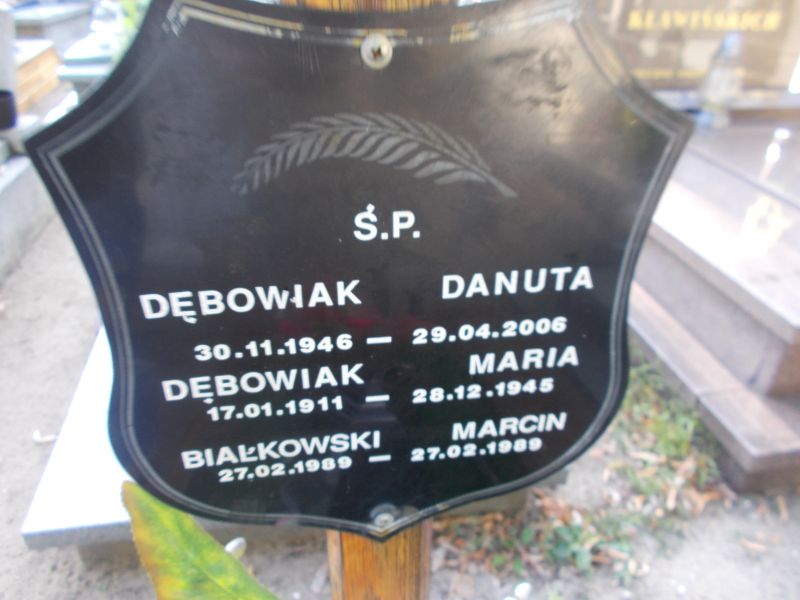 KLAWIŃSKICH
Ś.P.
DĘBOWIAK DANUTA
30.11.1946 – 29.04.2006
DĘBOWIAK MARIA
17.01.1911 – 28.12.1945
BIAŁKOWSKI MARCIN
27.02.1989 – 27.02.1989